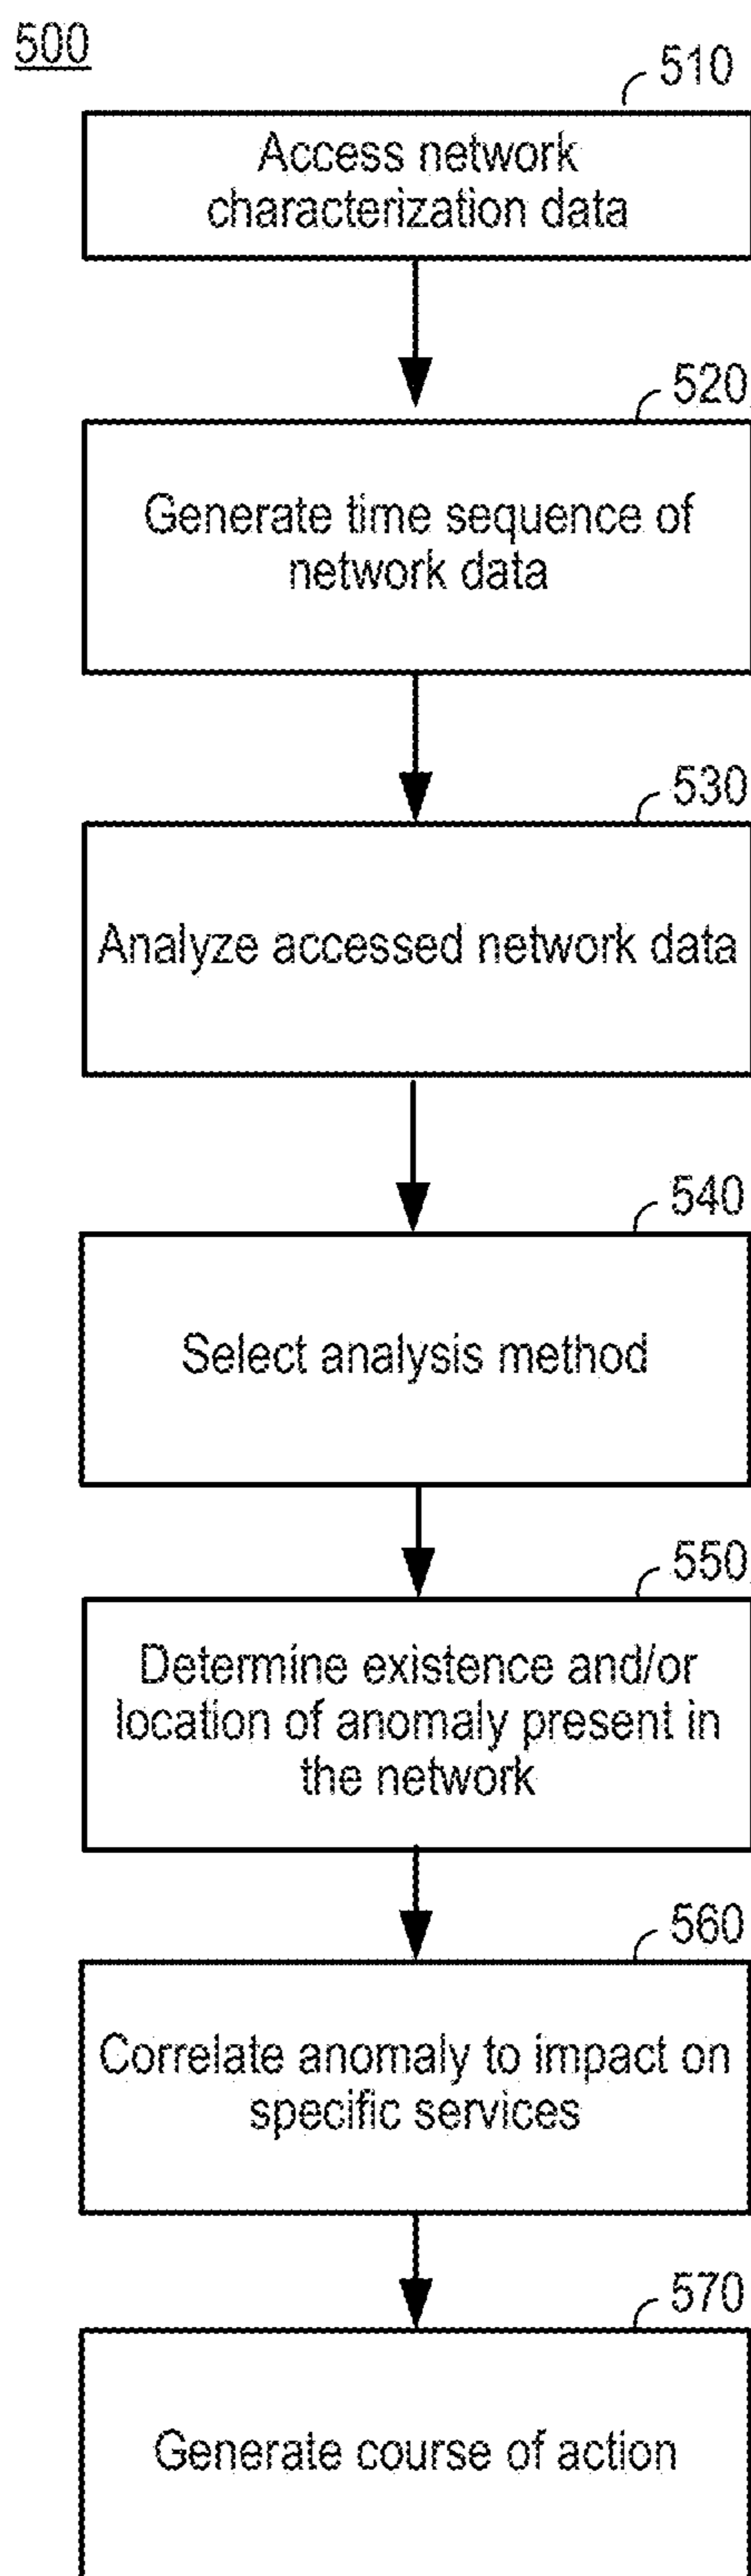 500
510
Access network
characterization data
520
Generate time sequence of
network data
530
Analyze accessed network data
540
Select analysis method
550
Determine existence and/or
location of anomaly present in
the network
560
Correlate anomaly to impact on
specific services
570
Generate course of action